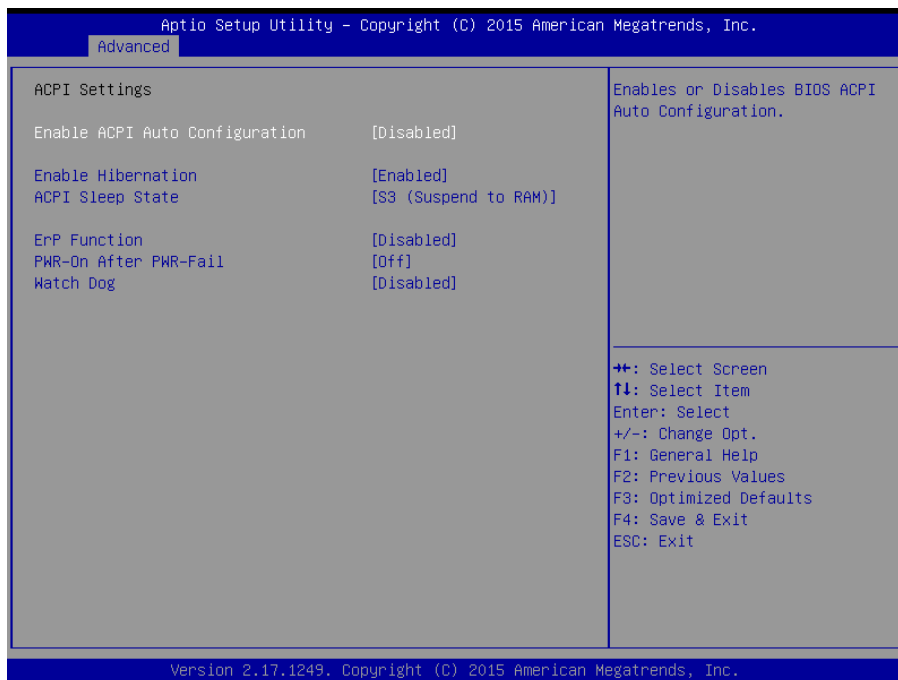 Aptio Setup Utility – Copyright (C) 2015 American Megatrends, Inc.
Advanced
ACPI Settings
Enable ACPI Auto Configuration [Disabled]
Enable Hibernation [Enabled]
ACPI Sleep State [S3 (Suspend to RAM)]
ErP Function [Disabled]
PWR-On After PWR-Fail [Off]
Watch Dog [Disabled]
Enables or Disables BIOS ACPI
Auto Configuration.
→←: Select Screen
↑↓: Select Item
Enter: Select
+/-: Change Opt.
F1: General Help
F2: Previous Values
F3: Optimized Defaults
F4: Save & Exit
ESC: Exit
Version 2.17.1249. Copyright (C) 2015 American Megatrends, Inc.